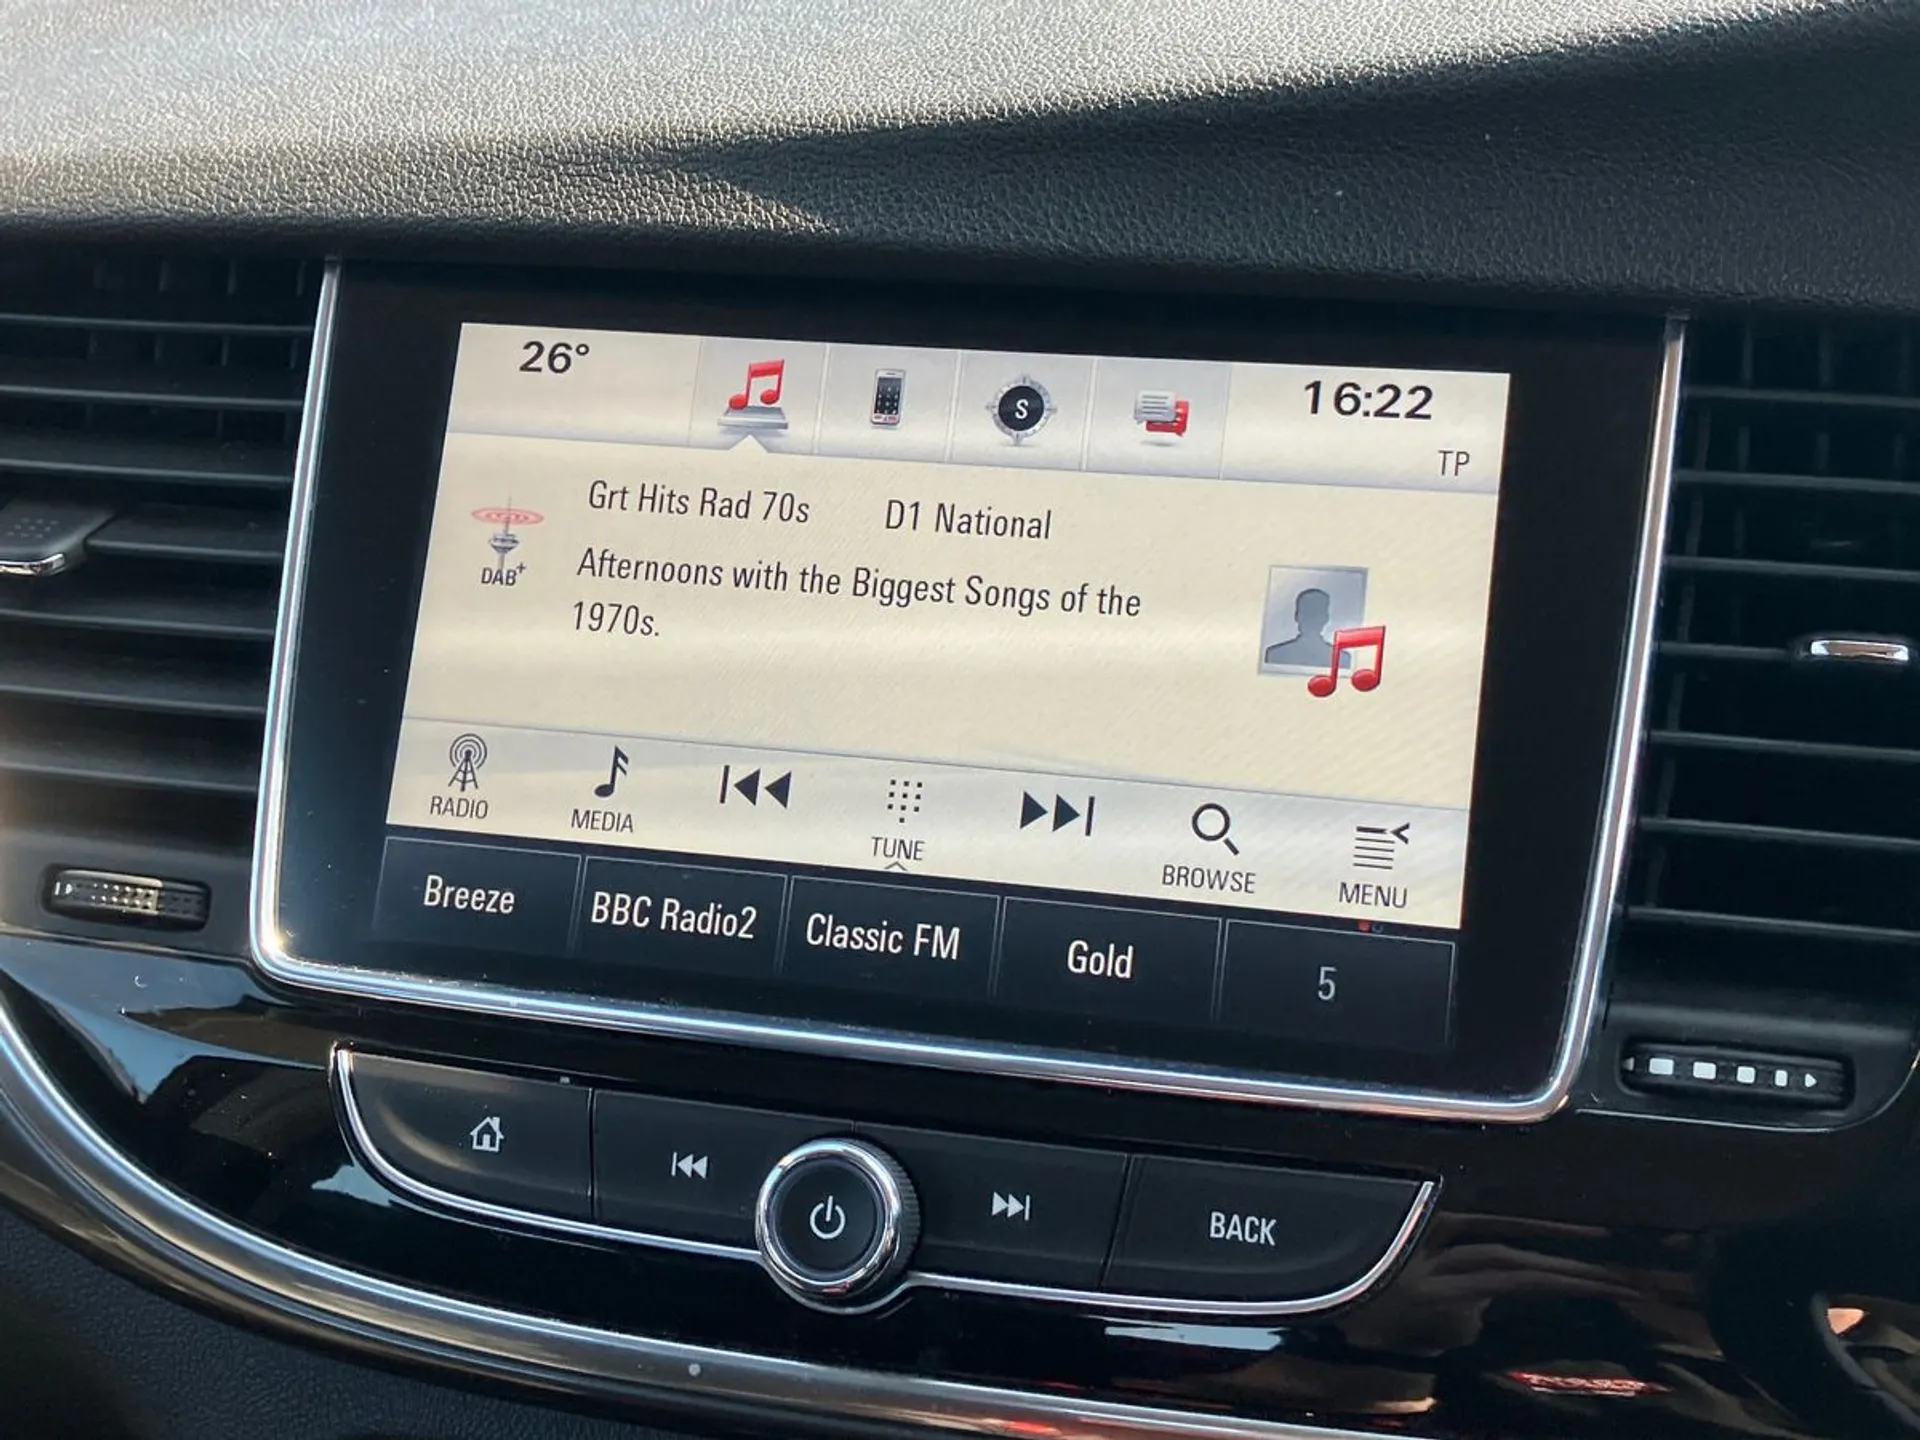 26°
S
16:22
TP
Grt Hits Rad 70s D1 National
DAB+
Afternoons with the Biggest Songs of the
1970s.
RADIO
MEDIA
TUNE
BROWSE
MENU
Breeze
BBC Radio2
Classic FM
Gold
5
BACK